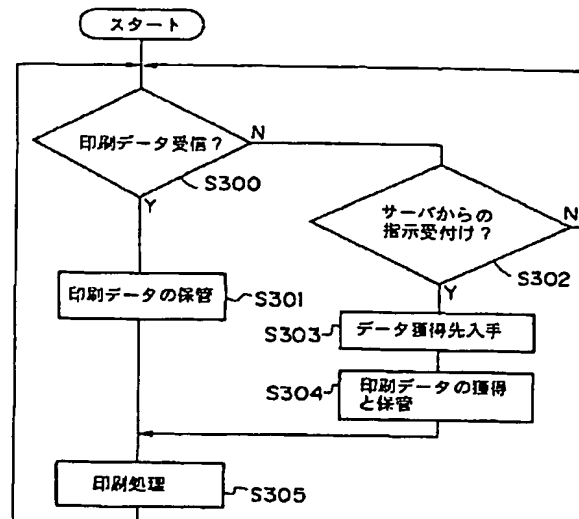 スタート
印刷データ受信?
N
S300
Y
サーバからの
指示受付け?
N
S302
Y
印刷データの保管
S301
S303
データ獲得先入手
S304
印刷データの獲得
と保管
印刷処理
S305